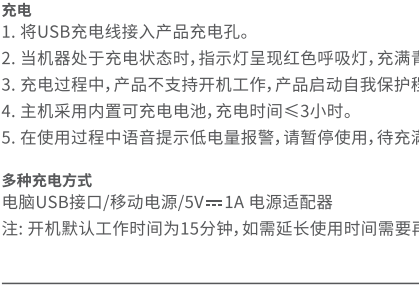 充电
1. 将USB充电线接入产品充电孔。
2. 当机器处于充电状态时，指示灯呈现红色呼吸灯，充满
3. 充电过程中，产品不支持开机工作，产品启动自我保护
4. 主机采用内置可充电电池，充电时间≤3小时。
5. 在使用过程中语音提示低电量报警，请暂停使用，待充
多种充电方式
电脑USB接口/移动电源/5V⎓1A 电源适配器
注: 开机默认工作时间为15分钟，如需延长使用时间需要